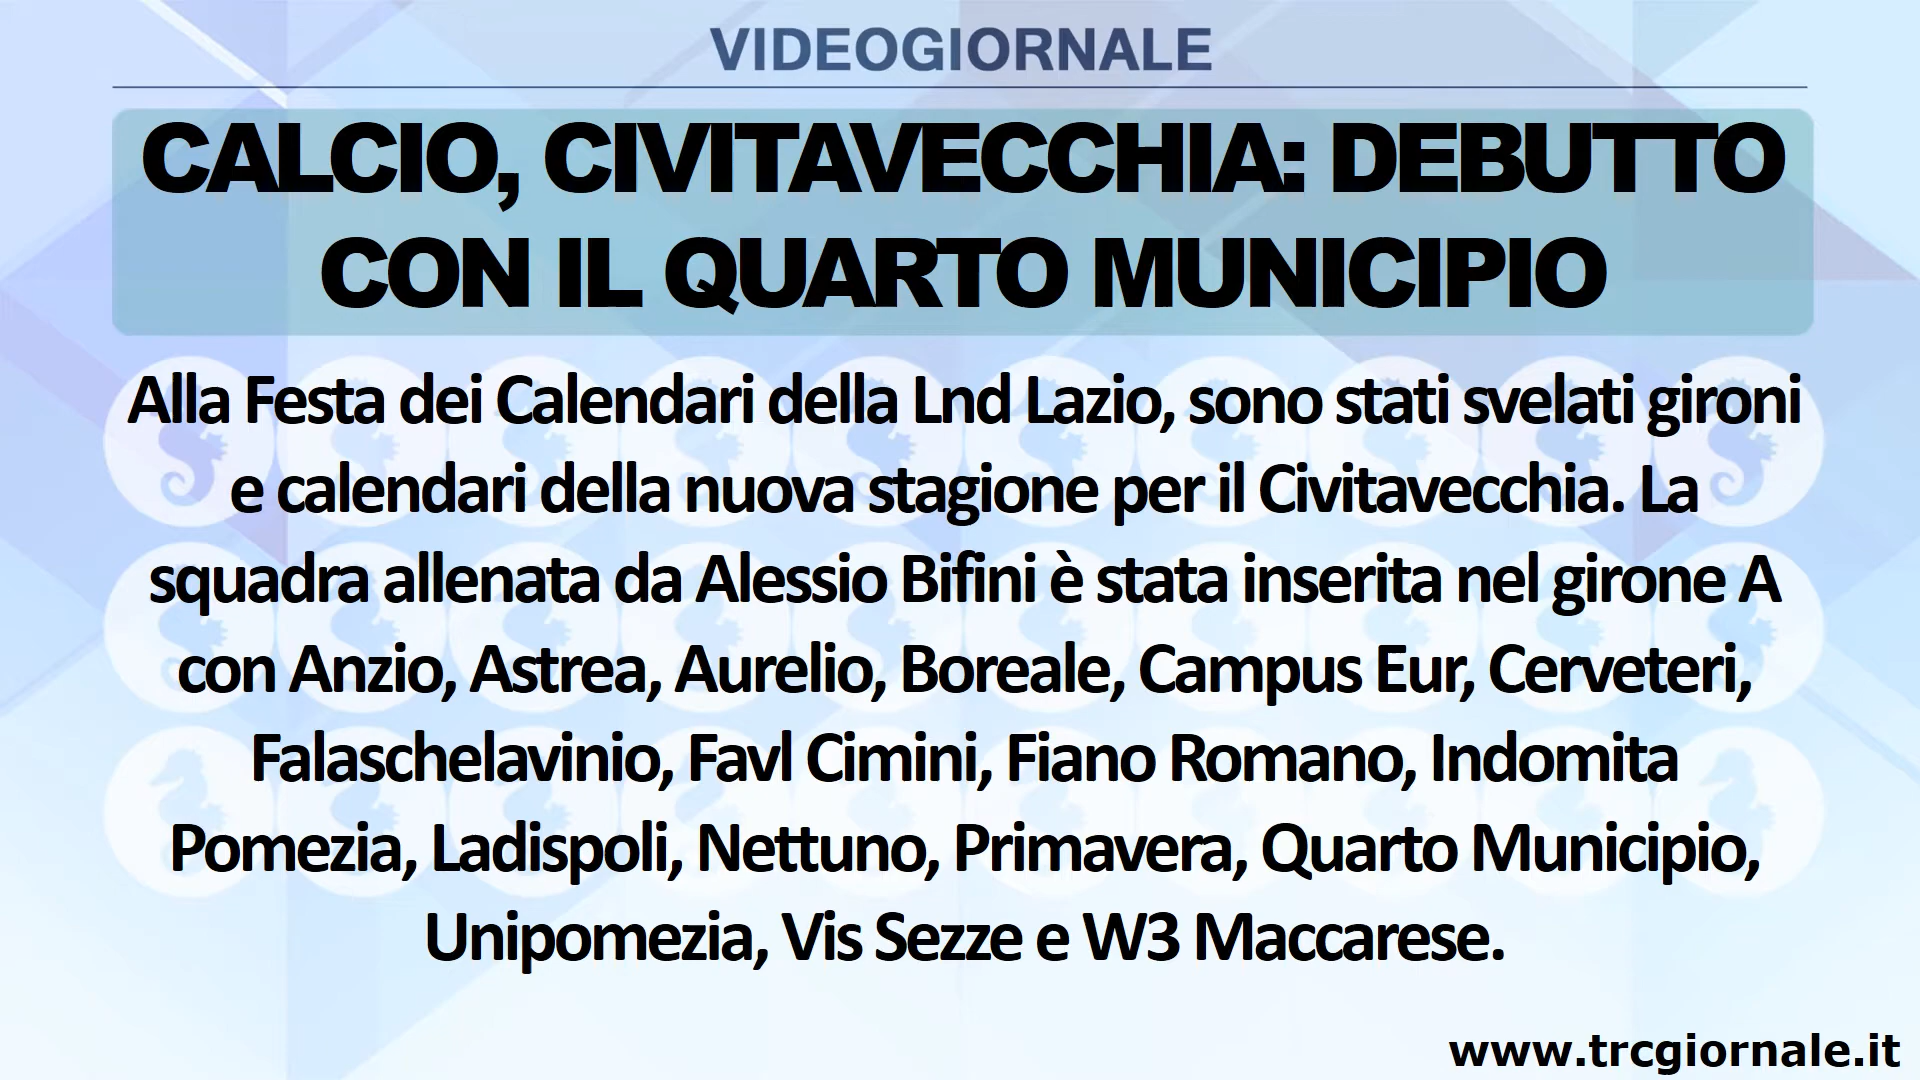 VIDEOGIORNALE
CALCIO, CIVITAVECCHIA: DEBUTTO
CON IL QUARTO MUNICIPIO
Alla Festa dei Calendari della Lnd Lazio, sono stati svelati gironi
e calendari della nuova stagione per il Civitavecchia. La
squadra allenata da Alessio Bifini è stata inserita nel girone A
con Anzio, Astrea, Aurelio, Boreale, Campus Eur, Cerveteri,
Falaschelavinio, Favl Cimini, Fiano Romano, Indomita
Pomezia, Ladispoli, Nettuno, Primavera, Quarto Municipio,
Unipomezia, Vis Sezze e W3 Maccarese.
www.trcgiornale.it